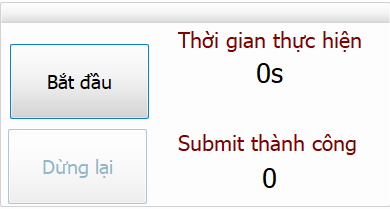 Thời gian thực hiện
0s
Bắt đầu
Submit thành công
0
Dừng lại